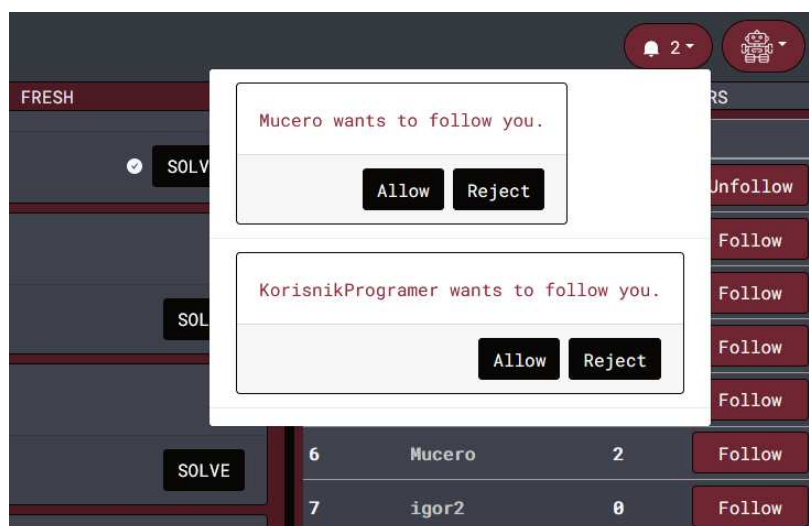 2
FRESH
RS
Mucero wants to follow you.
Allow Reject
SOLV
Unfollow
Follow
KorisnikProgramer wants to follow you.
Follow
SOL
Allow Reject
Follow
Follow
6 Mucero 2 Follow
SOLVE
7 igor2 0 Follow